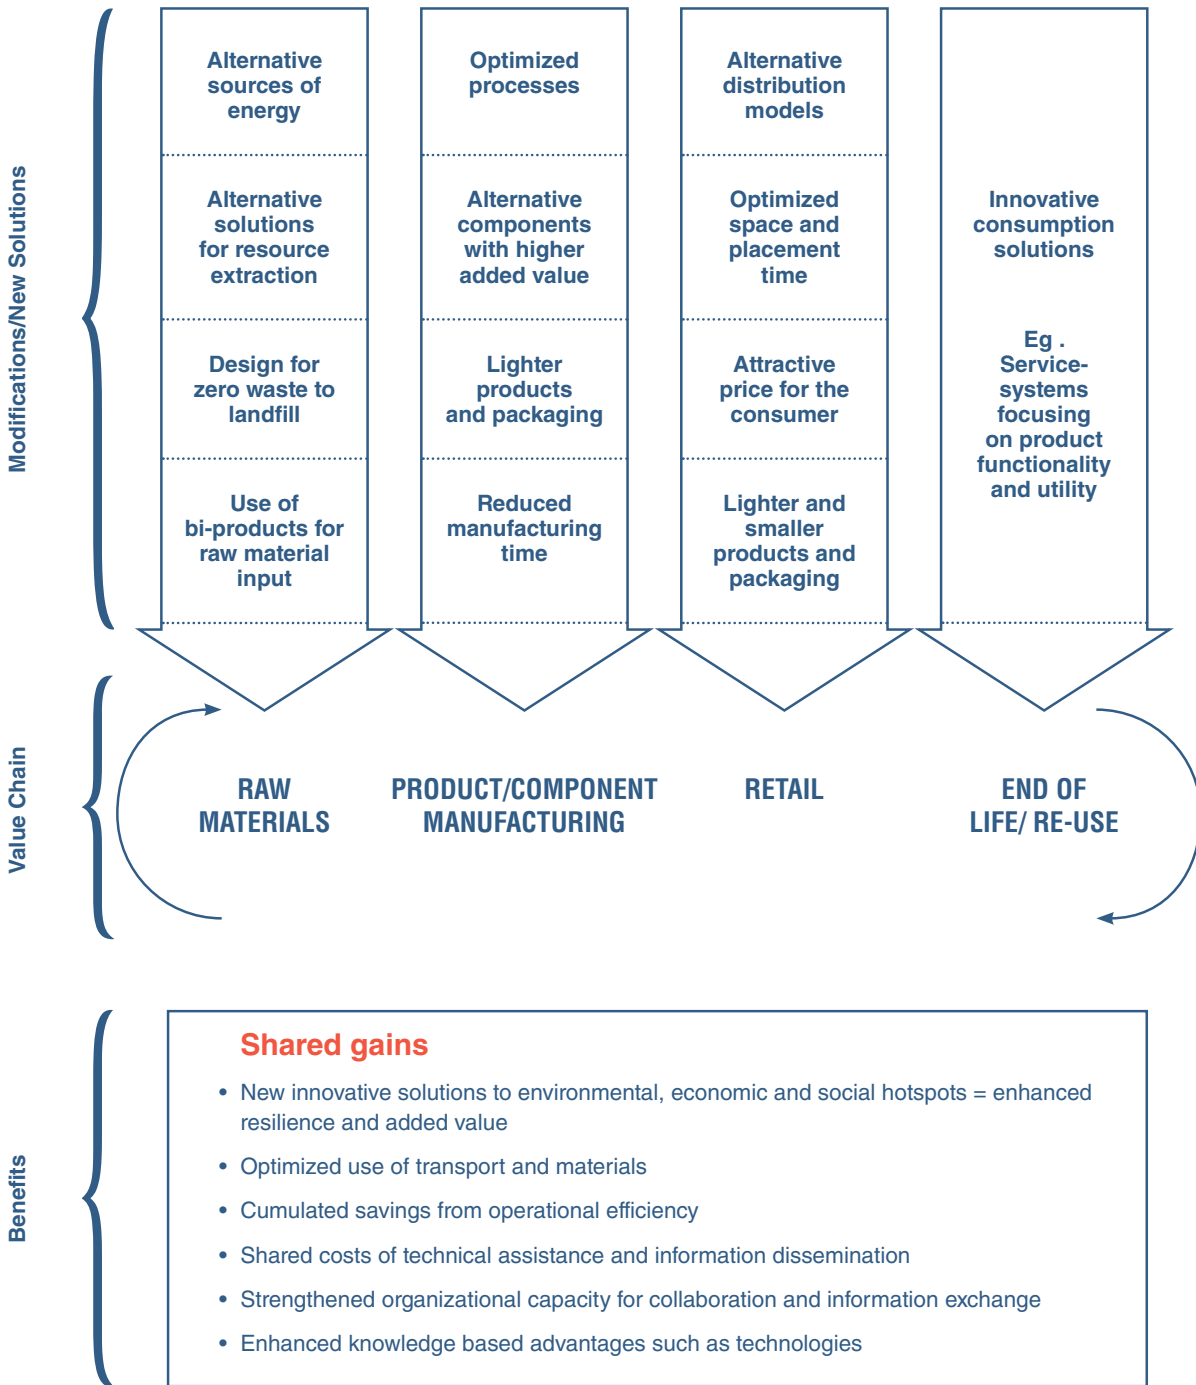 Modifications/New Solutions
Alternative
sources of
energy
Alternative
solutions
for resource
extraction
Design for
zero waste to
landfill
Use of
bi-products for
raw material
input
Optimized
processes
Alternative
components
with higher
added value
Lighter
products
and packaging
Reduced
manufacturing
time
Alternative
distribution
models
Optimized
space and
placement
time
Attractive
price for the
consumer
Lighter and
smaller
products and
packaging
Innovative
consumption
solutions
Eg .
Service-
systems
focusing
on product
functionality
and utility
Value Chain
RAW
MATERIALS
PRODUCT/COMPONENT
MANUFACTURING
RETAIL
END OF
LIFE/ RE-USE
Benefits
Shared gains
• New innovative solutions to environmental, economic and social hotspots = enhanced
resilience and added value
• Optimized use of transport and materials
• Cumulated savings from operational efficiency
• Shared costs of technical assistance and information dissemination
• Strengthened organizational capacity for collaboration and information exchange
• Enhanced knowledge based advantages such as technologies